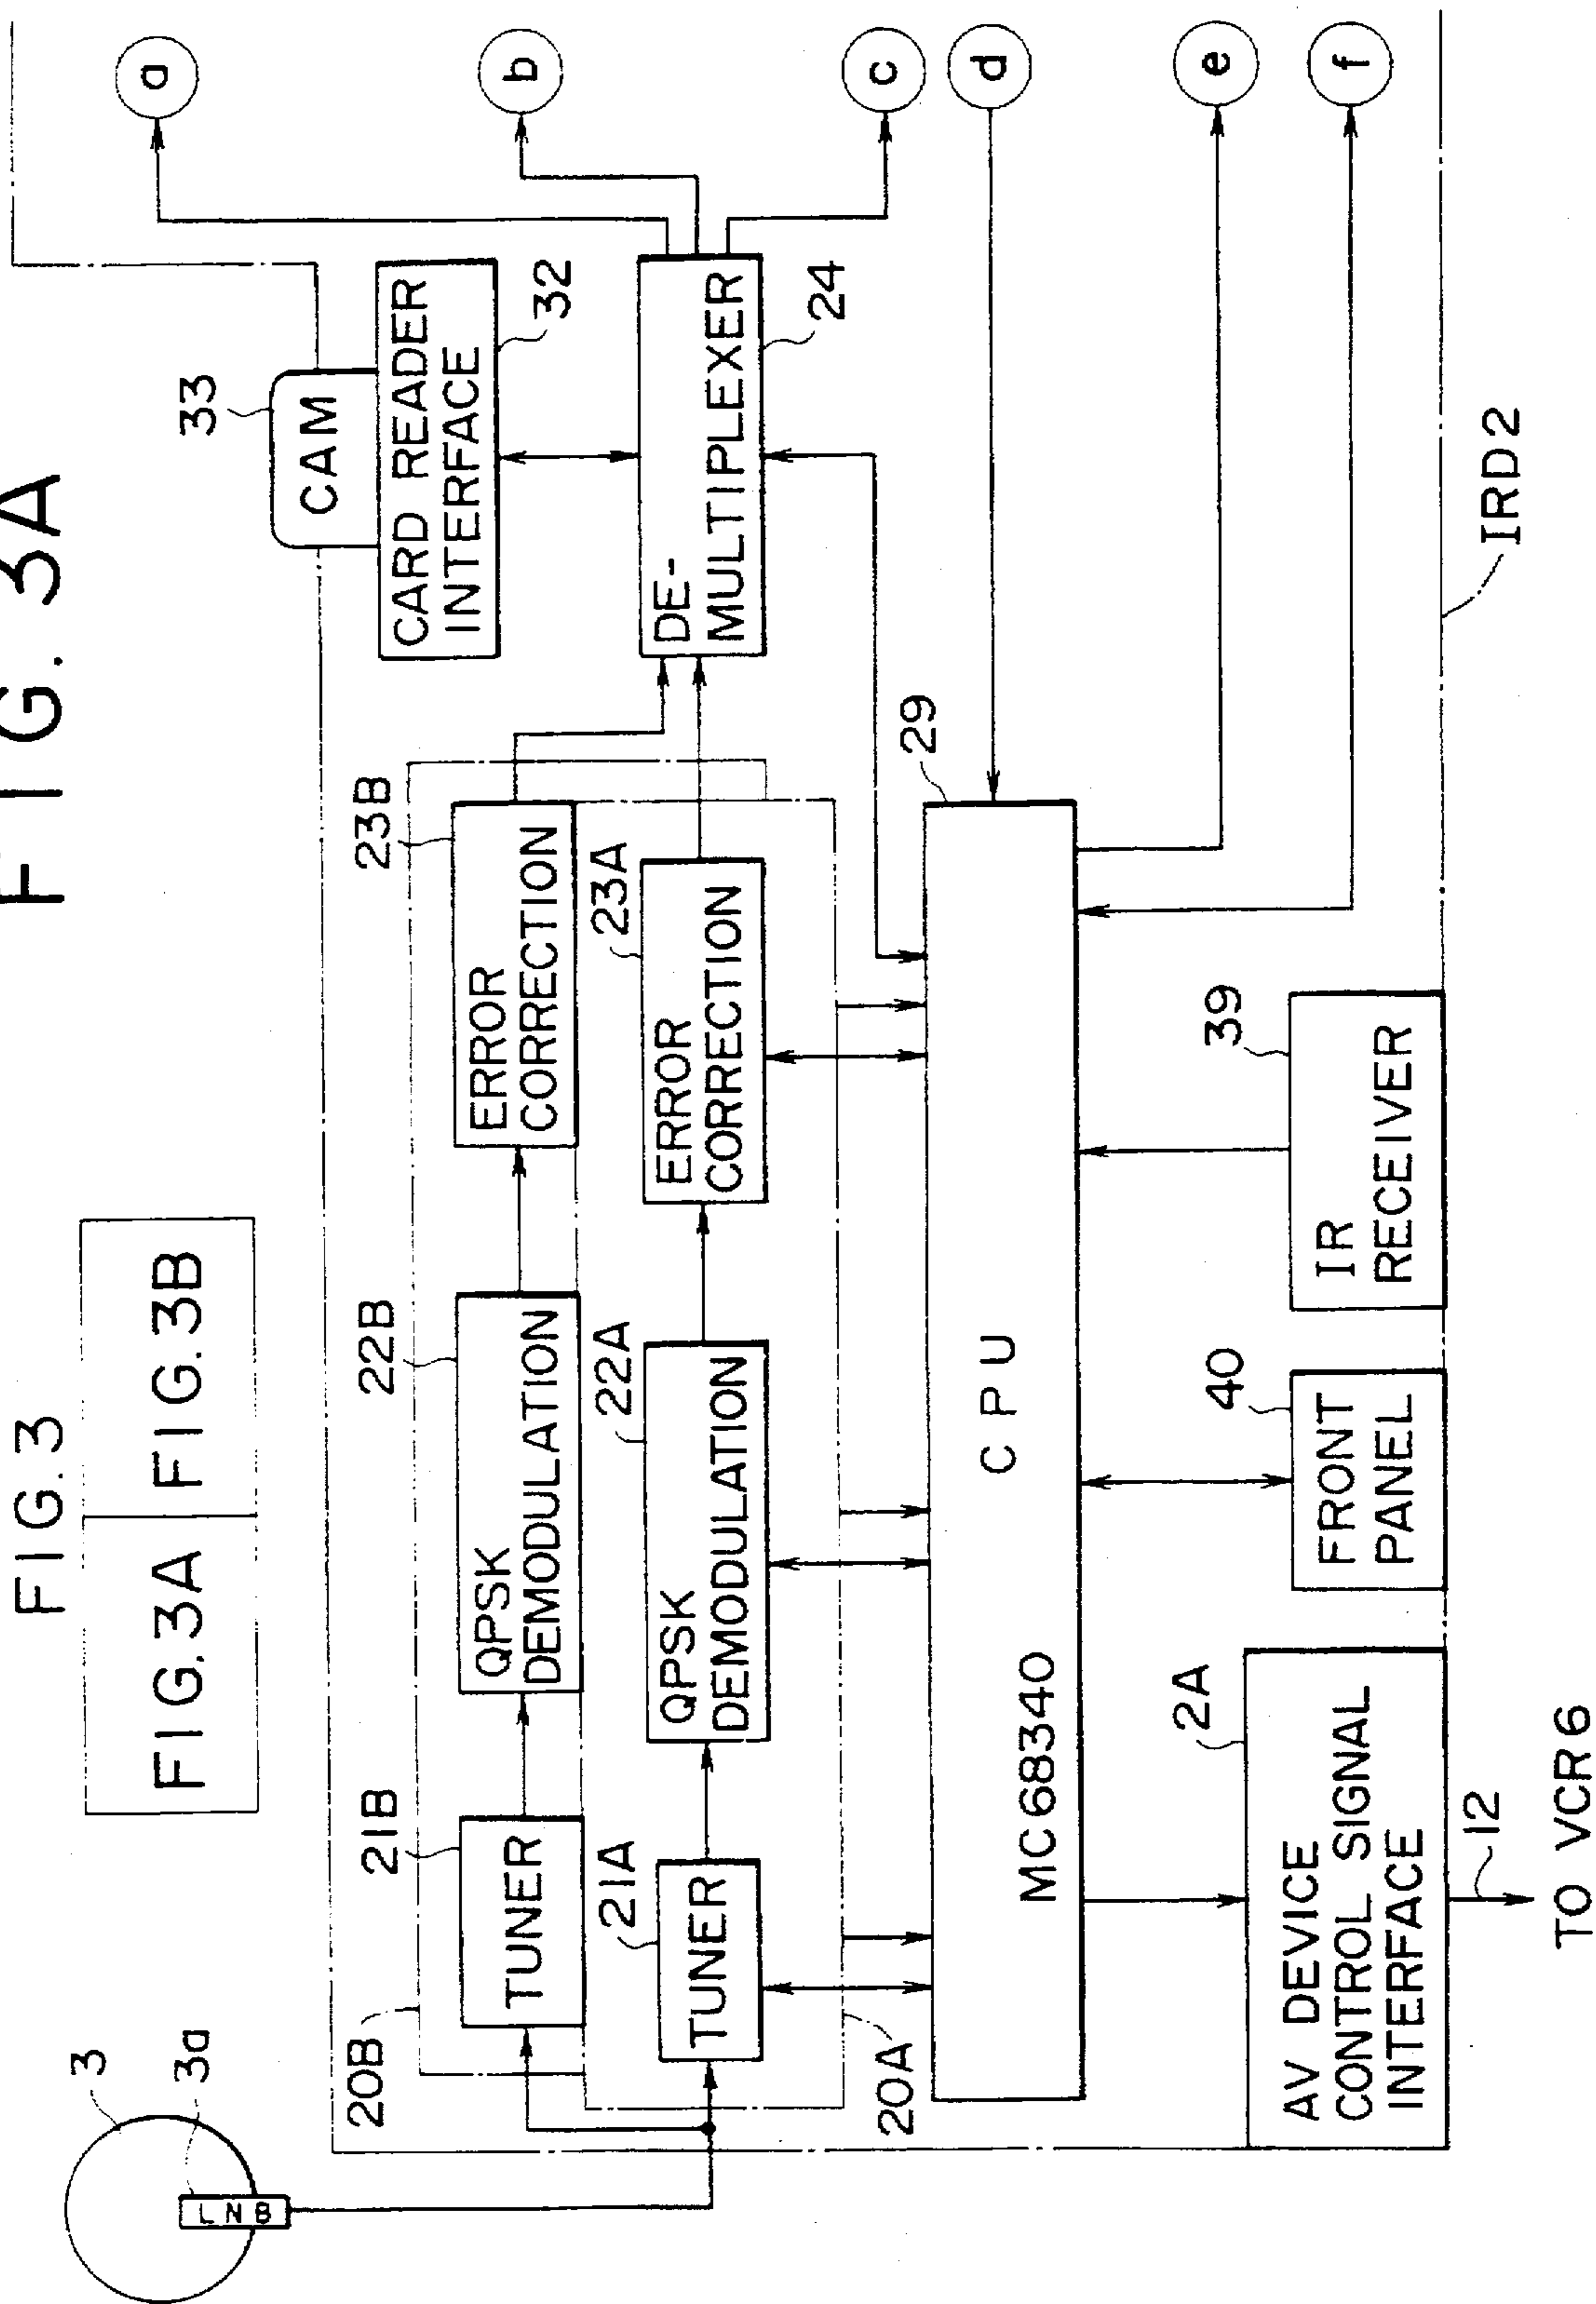 FIG. 3A
FIG.3
FIG.3A FIG.3B
3
3a
LNB
20B
21B
TUNER
22B
QPSK
DEMODULATION
23B
ERROR
CORRECTION
33
CAM
CARD READER
INTERFACE
32
a
b
21A
TUNER
22A
QPSK
DEMODULATION
23A
ERROR
CORRECTION
DE-
MULTIPLEXER
24
20A
29
c
d
CPU
MC68340
e
f
2A
AV DEVICE
CONTROL SIGNAL
INTERFACE
40
FRONT
PANEL
39
IR
RECEIVER
IRD2
12
TO VCR6